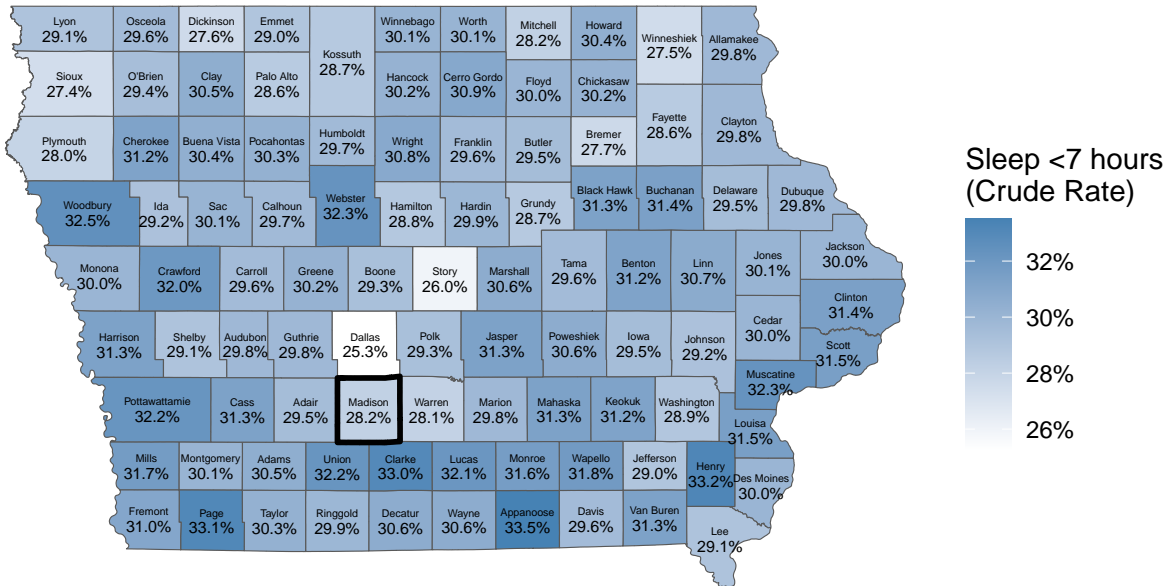 Lyon
29.1%
Osceola
29.6%
Dickinson
27.6%
Emmet
29.0%
Kossuth
28.7%
Winnebago
30.1%
Worth
30.1%
Mitchell
28.2%
Howard
30.4%
Winneshiek
27.5%
Allamakee
29.8%
Sioux
27.4%
O'Brien
29.4%
Clay
30.5%
Palo Alto
28.6%
Hancock
30.2%
Cerro Gordo
30.9%
Floyd
30.0%
Chickasaw
30.2%
Fayette
28.6%
Clayton
29.8%
Plymouth
28.0%
Cherokee
31.2%
Buena Vista
30.4%
Pocahontas
30.3%
Humboldt
29.7%
Wright
30.8%
Franklin
29.6%
Butler
29.5%
Bremer
27.7%
Woodbury
32.5%
Ida
29.2%
Sac
30.1%
Calhoun
29.7%
Webster
32.3%
Hamilton
28.8%
Hardin
29.9%
Grundy
28.7%
Black Hawk
31.3%
Buchanan
31.4%
Delaware
29.5%
Dubuque
29.8%
Monona
30.0%
Crawford
32.0%
Carroll
29.6%
Greene
30.2%
Boone
29.3%
Story
26.0%
Marshall
30.6%
Tama
29.6%
Benton
31.2%
Linn
30.7%
Jones
30.1%
Jackson
30.0%
Clinton
31.4%
Harrison
31.3%
Shelby
29.1%
Audubon
29.8%
Guthrie
29.8%
Dallas
25.3%
Polk
29.3%
Jasper
31.3%
Poweshiek
30.6%
Iowa
29.5%
Johnson
29.2%
Cedar
30.0%
Scott
31.5%
Muscatine
32.3%
Pottawattamie
32.2%
Cass
31.3%
Adair
29.5%
Madison
28.2%
Warren
28.1%
Marion
29.8%
Mahaska
31.3%
Keokuk
31.2%
Washington
28.9%
Louisa
31.5%
Mills
31.7%
Montgomery
30.1%
Adams
30.5%
Union
32.2%
Clarke
33.0%
Lucas
32.1%
Monroe
31.6%
Wapello
31.8%
Jefferson
29.0%
Henry
33.2%
Des Moines
30.0%
Fremont
31.0%
Page
33.1%
Taylor
30.3%
Ringgold
29.9%
Decatur
30.6%
Wayne
30.6%
Appanoose
33.5%
Davis
29.6%
Van Buren
31.3%
Lee
29.1%
Sleep <7 hours
(Crude Rate)
32%
30%
28%
26%